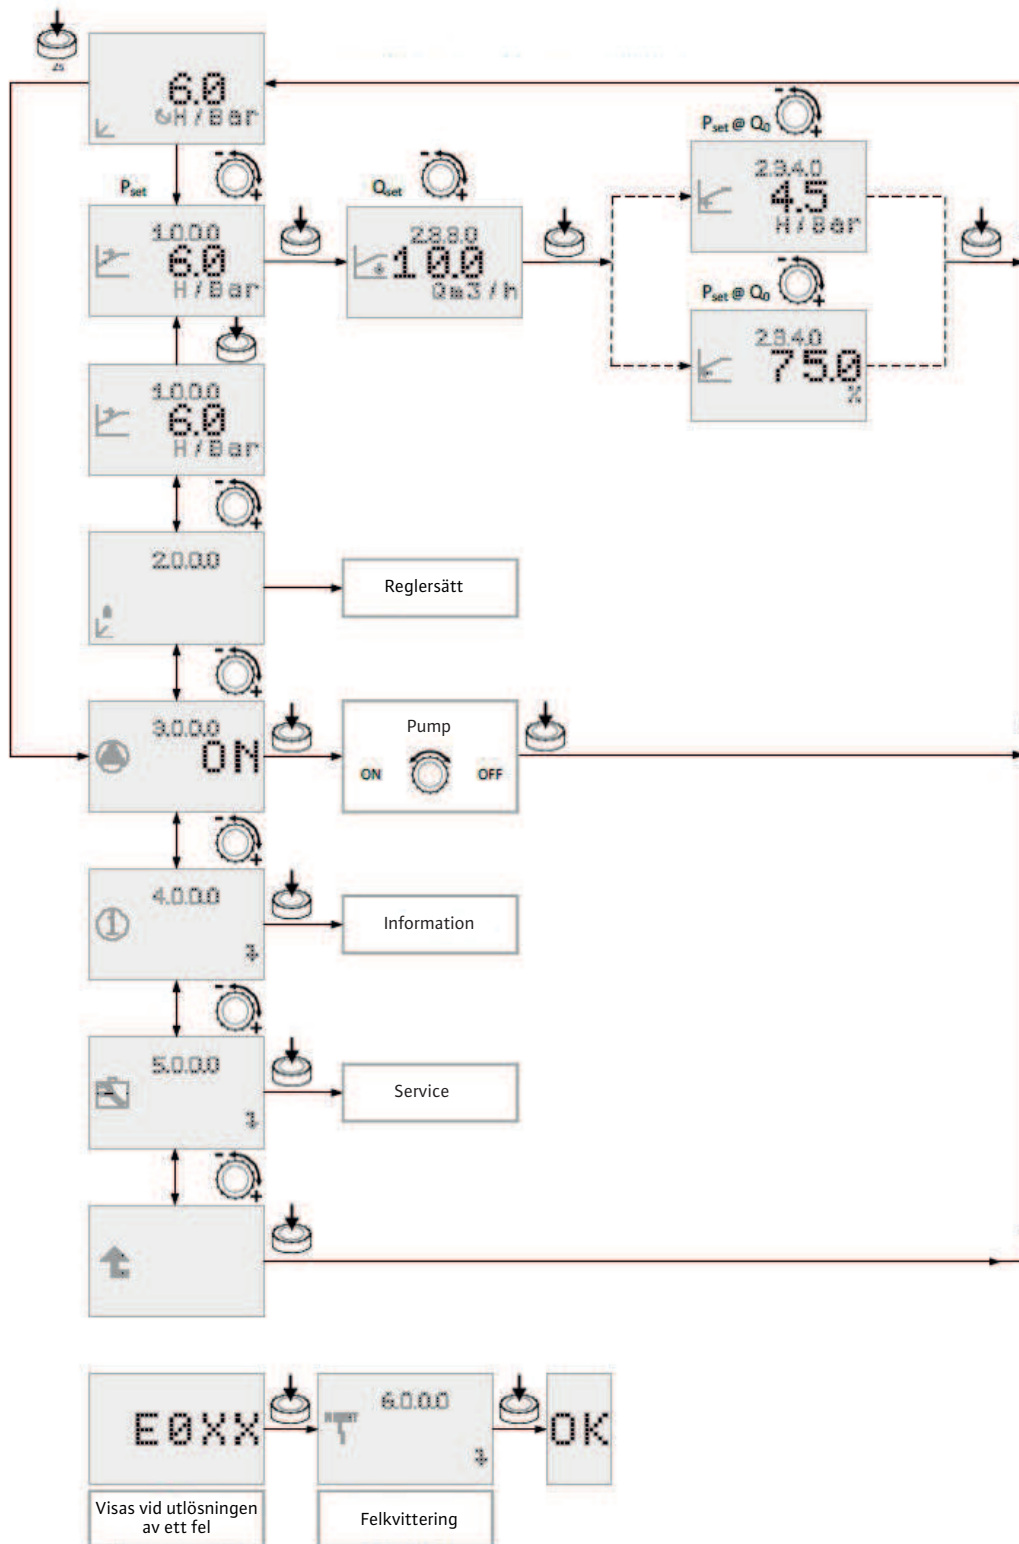 2s
6.0
H/Bar
Pset
1.0.0.0
6.0
H/Bar
Qset
2.3.3.0
10.0
Qm3/h
Pset @ Q0
2.3.4.0
4.5
H/Bar
Pset @ Q0
2.3.4.0
75.0
%
1.0.0.0
6.0
H/Bar
2.0.0.0
Reglersätt
3.0.0.0
ON
Pump
ON
OFF
4.0.0.0
Information
5.0.0.0
Service
E0XX
6.0.0.0
RESET
OK
Visas vid utlösningen
av ett fel
Felkvittering